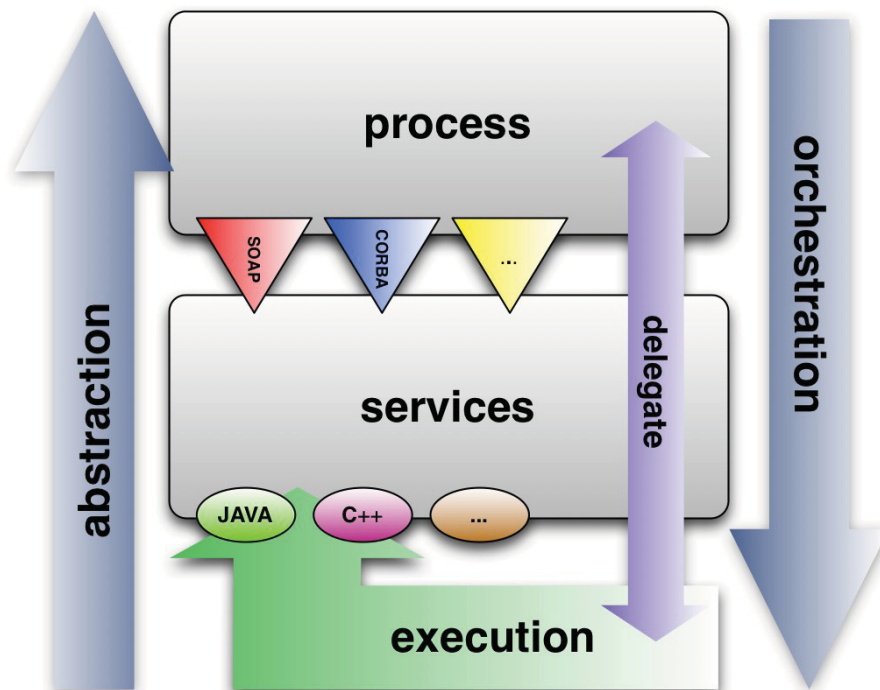 process
orchestration
SOAP
CORBA
...
abstraction
delegate
services
JAVA
C++
...
execution